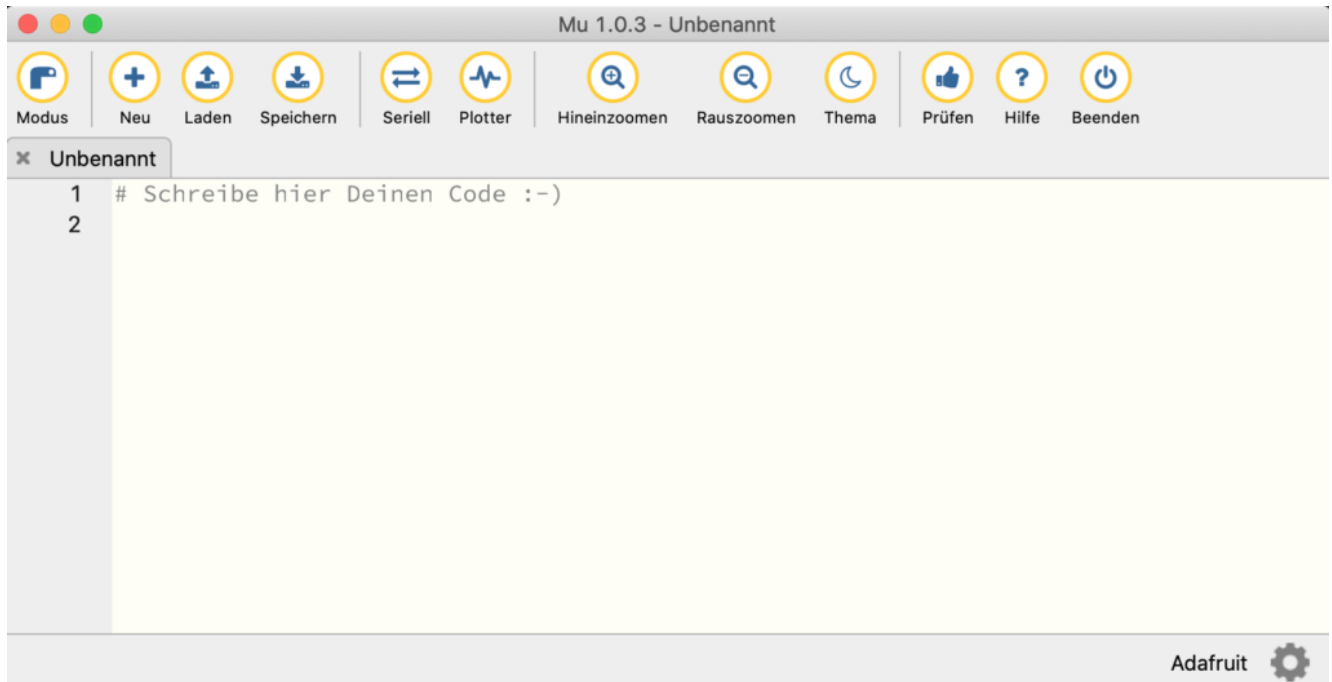 Mu 1.0.3 - Unbenannt
Modus Neu Laden Speichern Seriell Plotter Hineinzoomen Rauszoomen Thema Prüfen Hilfe Beenden
Unbenannt
1 # Schreibe hier Deinen Code :-)
2
Adafruit